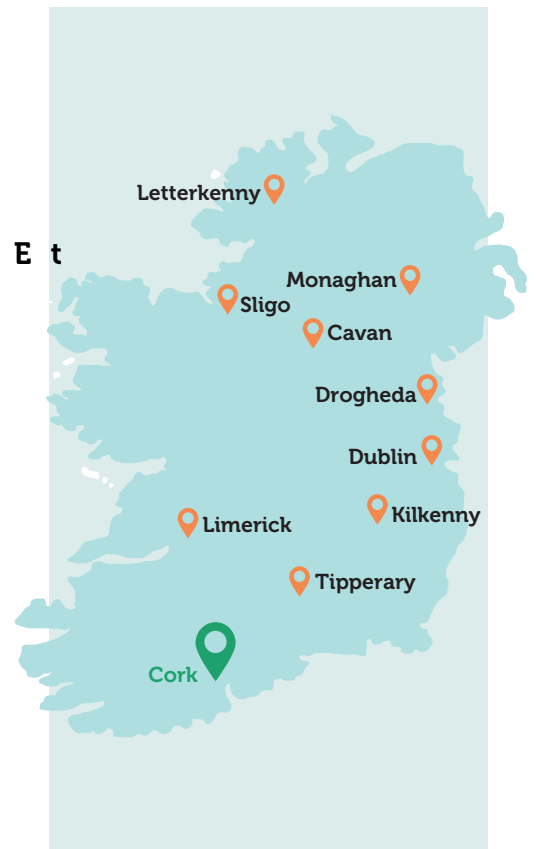 Letterkenny
E t
Monaghan
Sligo
Cavan
Drogheda
Dublin
Kilkenny
Limerick
Tipperary
Cork